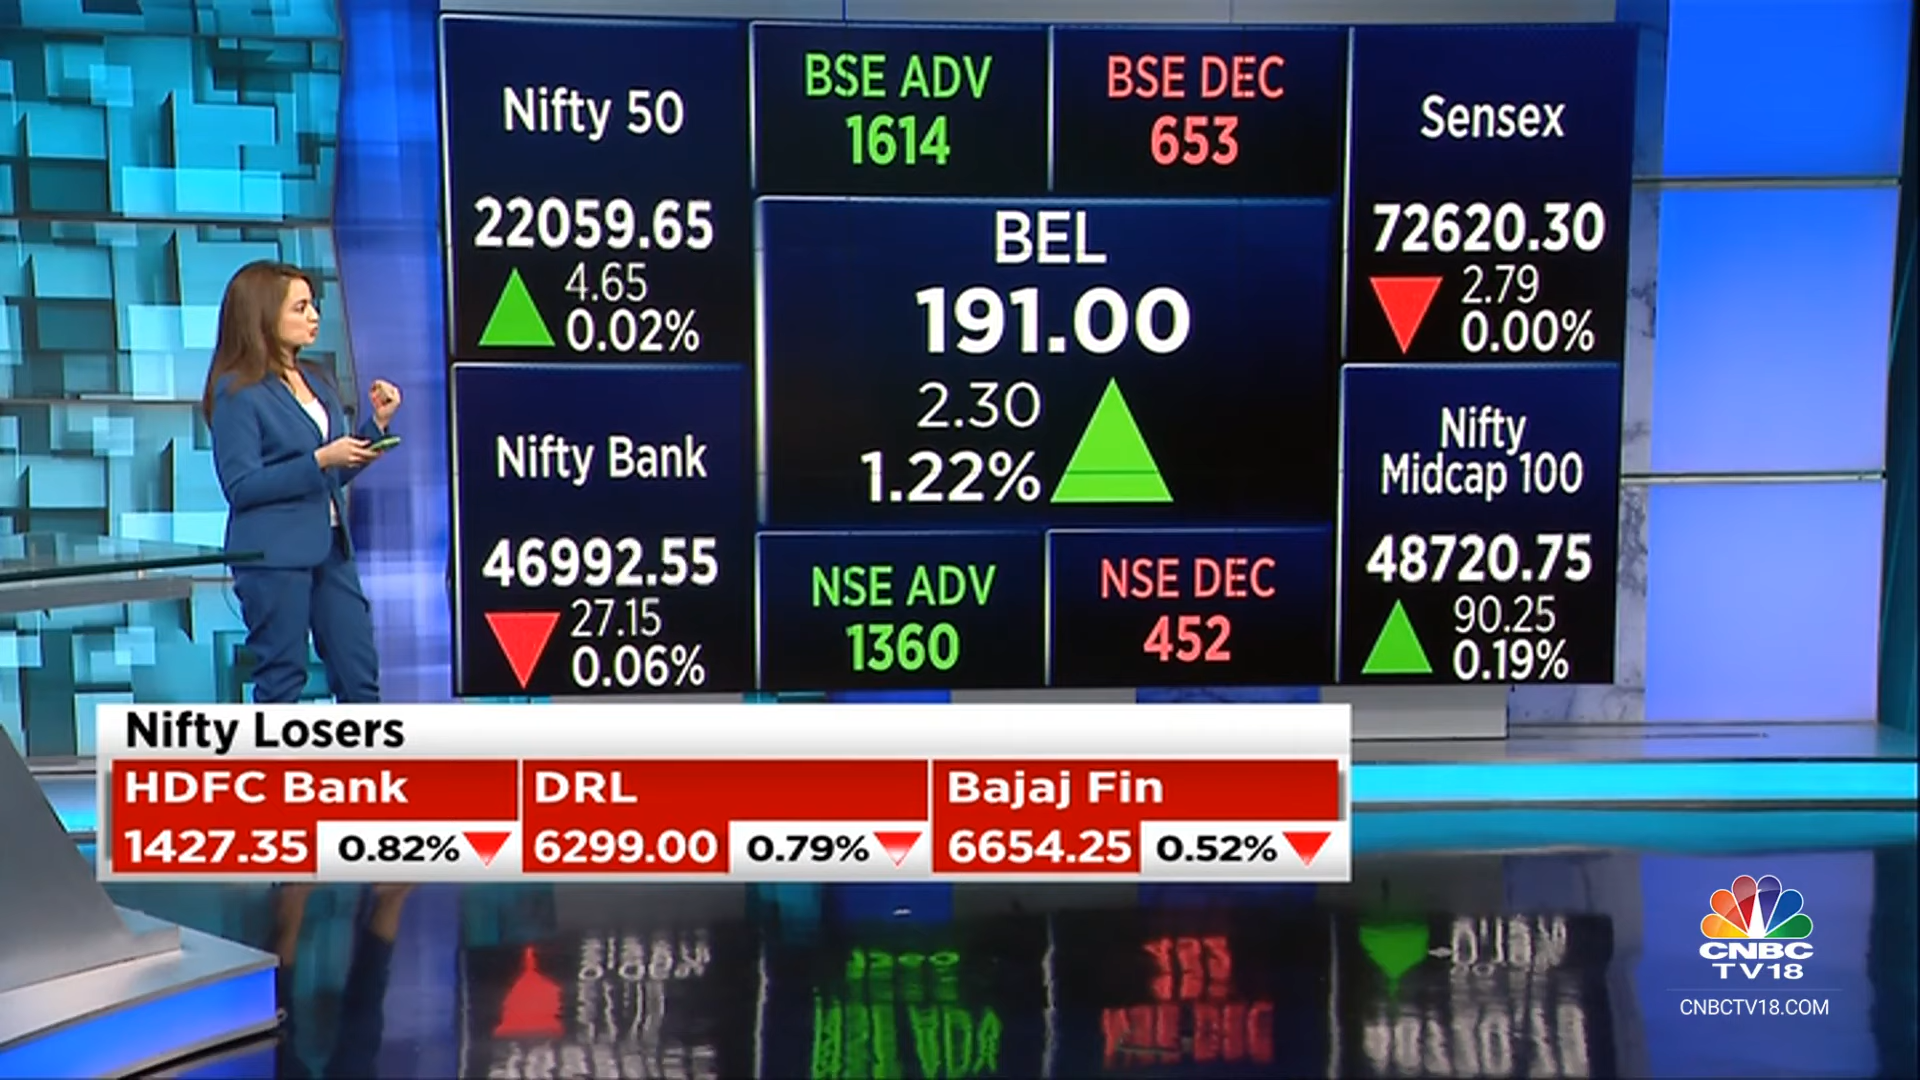 Nifty 50
22059.65
4.65
0.02%
BSE ADV
1614
BSE DEC
653
Sensex
72620.30
2.79
0.00%
BEL
191.00
2.30
1.22%
Nifty Bank
46992.55
27.15
0.06%
NSE ADV
1360
NSE DEC
452
Nifty
Midcap 100
48720.75
90.25
0.19%
Nifty Losers
HDFC Bank
1427.35 0.82%
DRL
6299.00 0.79%
Bajaj Fin
6654.25 0.52%
CNBC
TV18
CNBCTV18.COM